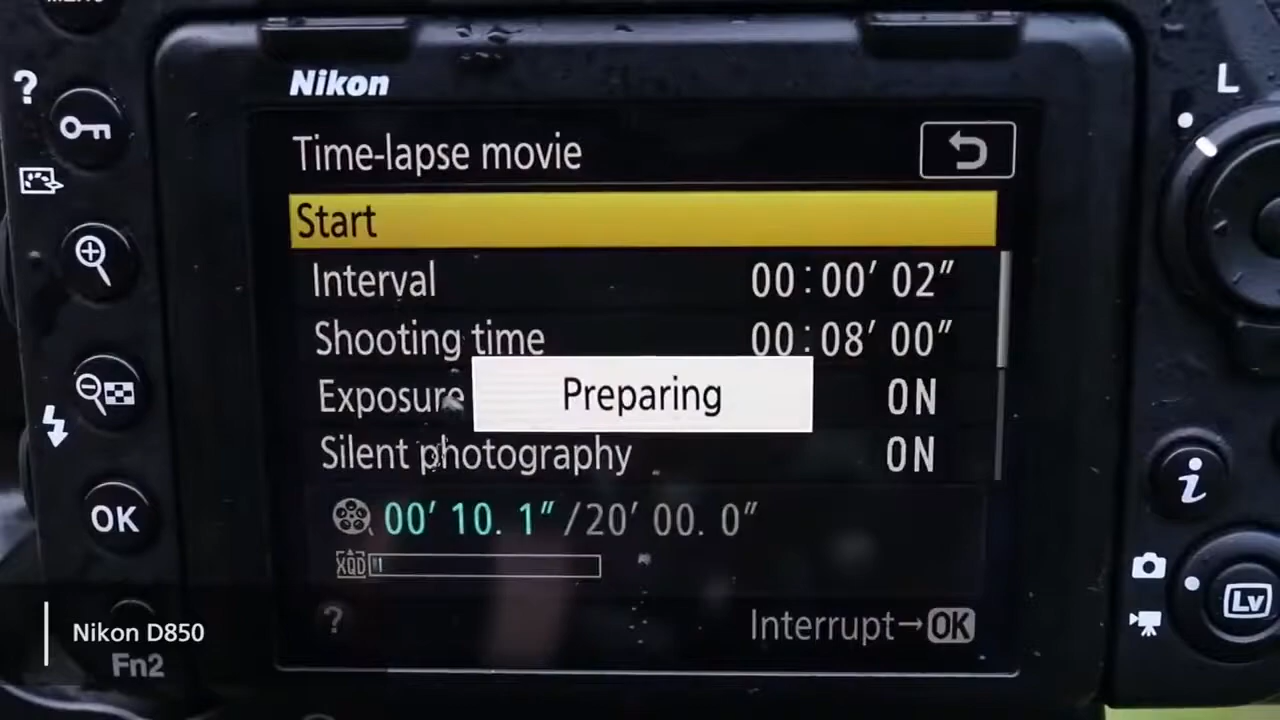 ?
L
Nikon
Time-lapse movie
Start
Interval 00:00' 02"
Shooting time 00:08' 00"
Exposure ON
Preparing
Silent photography ON
OK
00' 10. 1" /20' 00. 0"
XQD
i
Lv
? Interrupt→OK
Nikon D850
Fn2